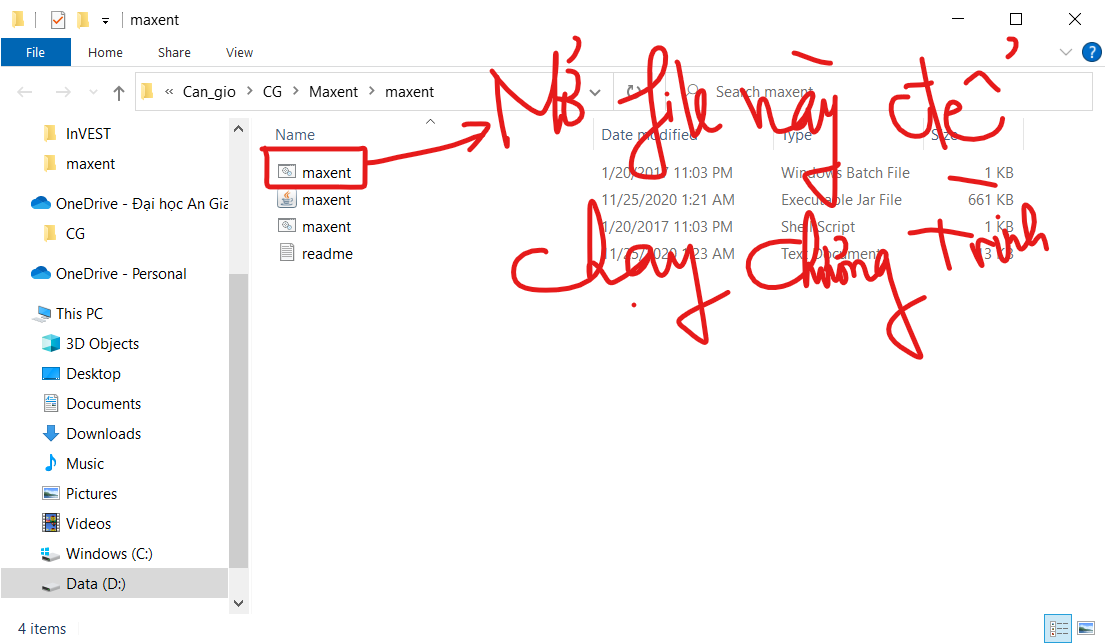 maxent
File Home Share View
« Can_gio > CG > Maxent > maxent
Search maxent
Mở file này để
chạy chương trình
Name Date modified Type Size
maxent 1/20/2017 11:03 PM Windows Batch File 1 KB
maxent 11/25/2020 1:21 AM Executable Jar File 661 KB
maxent 1/20/2017 11:03 PM Shell Script 1 KB
readme 11/25/2020 1:23 AM Text Document 13 KB
InVEST
maxent
OneDrive - Đại học An Gia
CG
OneDrive - Personal
This PC
3D Objects
Desktop
Documents
Downloads
Music
Pictures
Videos
Windows (C:)
Data (D:)
4 items